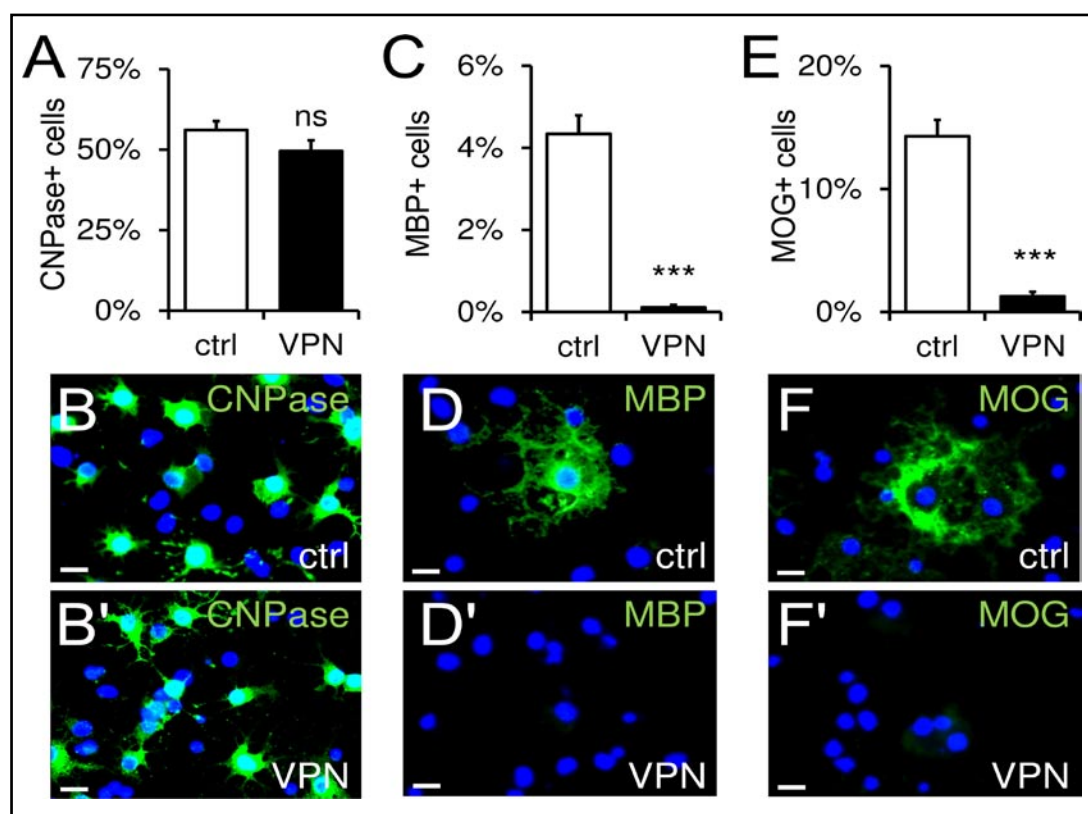 A
CNPase+ cells
75%
50%
25%
0%
ns
ctrl VPN
C
MBP+ cells
6%
4%
2%
0%
***
ctrl VPN
E
MOG+ cells
20%
10%
0%
***
ctrl VPN
B CNPase
ctrl
D MBP
ctrl
F MOG
ctrl
B' CNPase
VPN
D' MBP
VPN
F' MOG
VPN